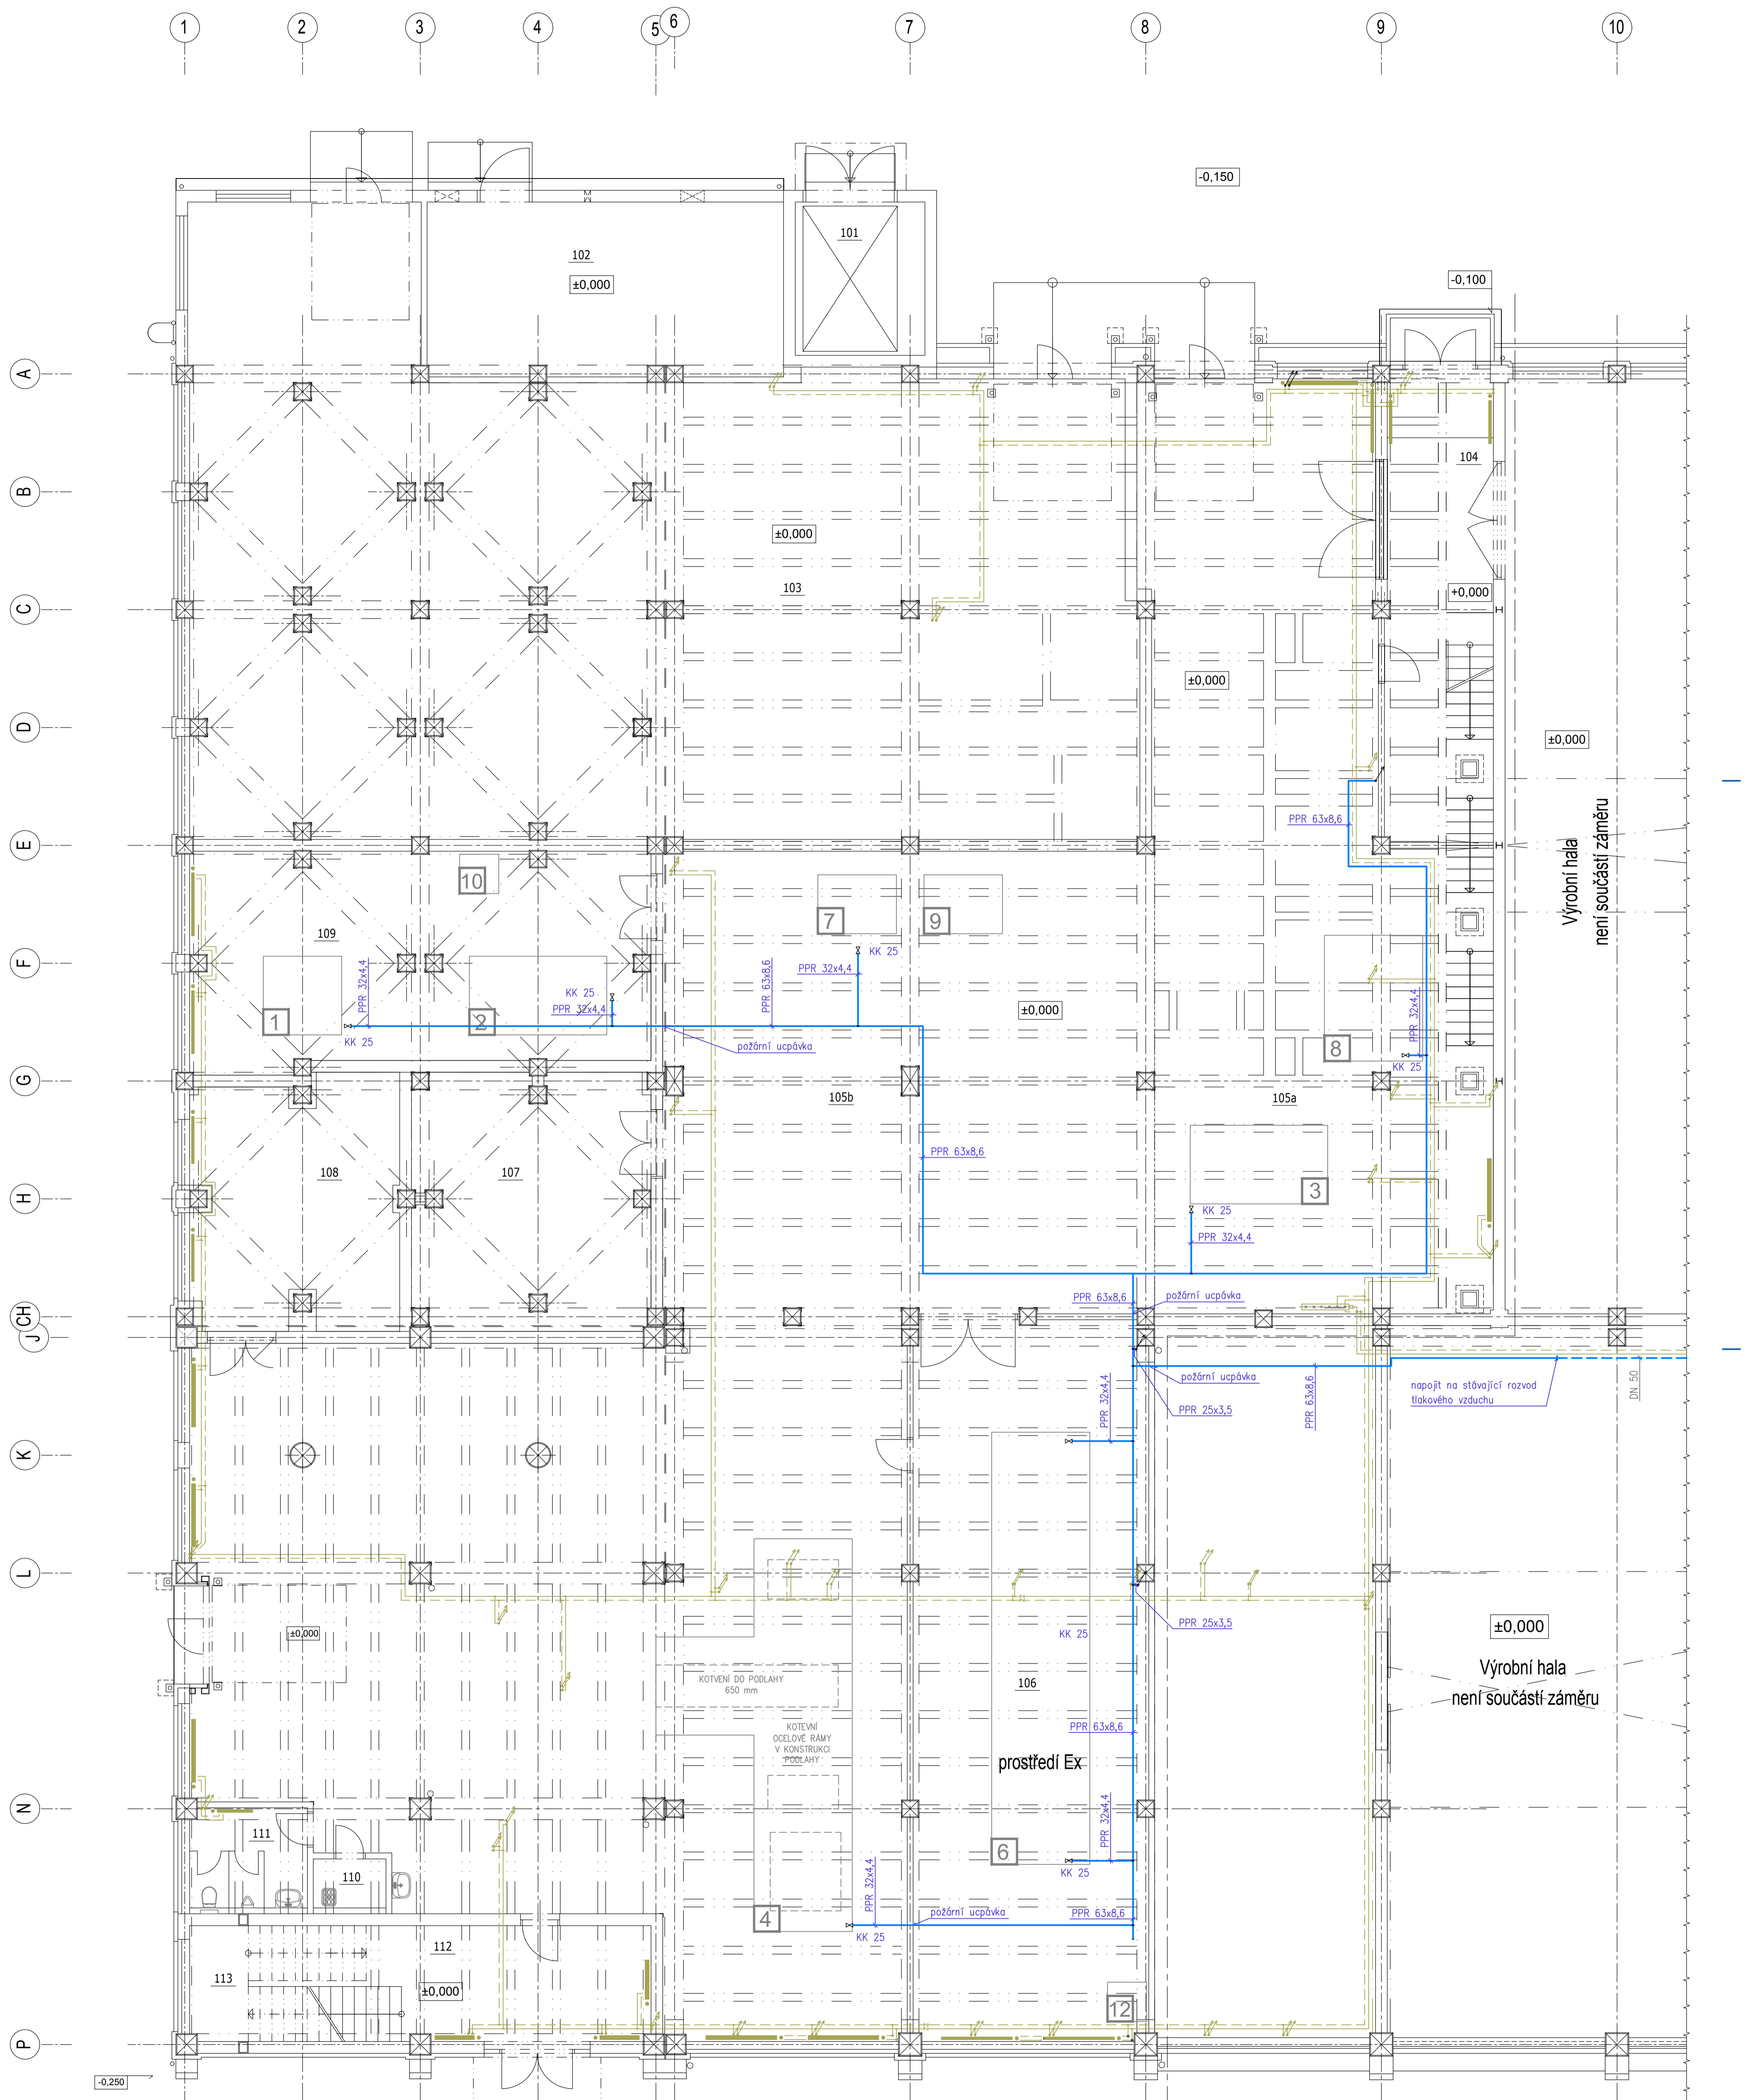 1
2
3
4
5
6
7
8
9
10
-0,150
101
102
±0,000
-0,100
A
104
B
±0,000
103
+0,000
C
±0,000
D
±0,000
Výrobní hala
není součástí záměru
PPR 63x8,6
E
10
7
9
109
F
PPR 32x4,4
KK 25
PPR 32x4,4
PPR 63x8,6
PPR 32x4,4
KK 25
±0,000
PPR 32x4,4
1
2
KK 25
požární ucpávka
8
KK 25
G
105b
105a
PPR 63x8,6
108
107
3
H
KK 25
PPR 32x4,4
PPR 63x8,6
požární ucpávka
CH
J
požární ucpávka
PPR 32x4,4
PPR 63x8,6
PPR 25x3,5
napojit na stávající rozvod
tlakového vzduchu
DN 50
K
L
PPR 25x3,5
±0,000
KK 25
±0,000
KOTVENÍ DO PODLAHY
650 mm
106
Výrobní hala
není součástí záměru
KOTEVNÍ
OCELOVÉ RÁMY
V KONSTRUKCI
PODLAHY
PPR 63x8,6
prostředí Ex
N
111
PPR 32x4,4
6
KK 25
110
PPR 32x4,4
4
požární ucpávka
PPR 63x8,6
KK 25
112
113
±0,000
12
P
-0,250